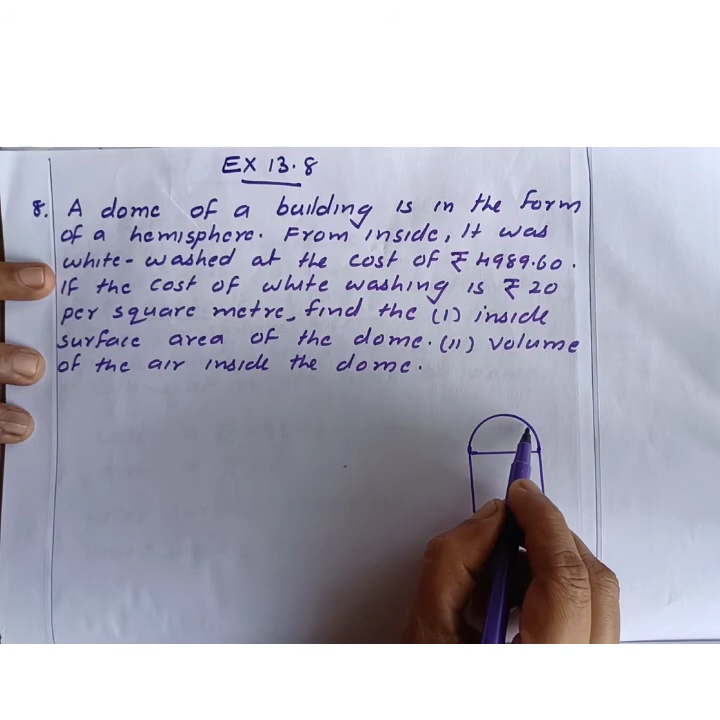 EX 13.8
8. A dome of a building is in the form
of a hemisphere. From inside, it was
white-washed at the cost of ₹ 4989.60.
If the cost of white washing is ₹ 20
per square metre, find the (i) inside
surface area of the dome. (ii) volume
of the air inside the dome.